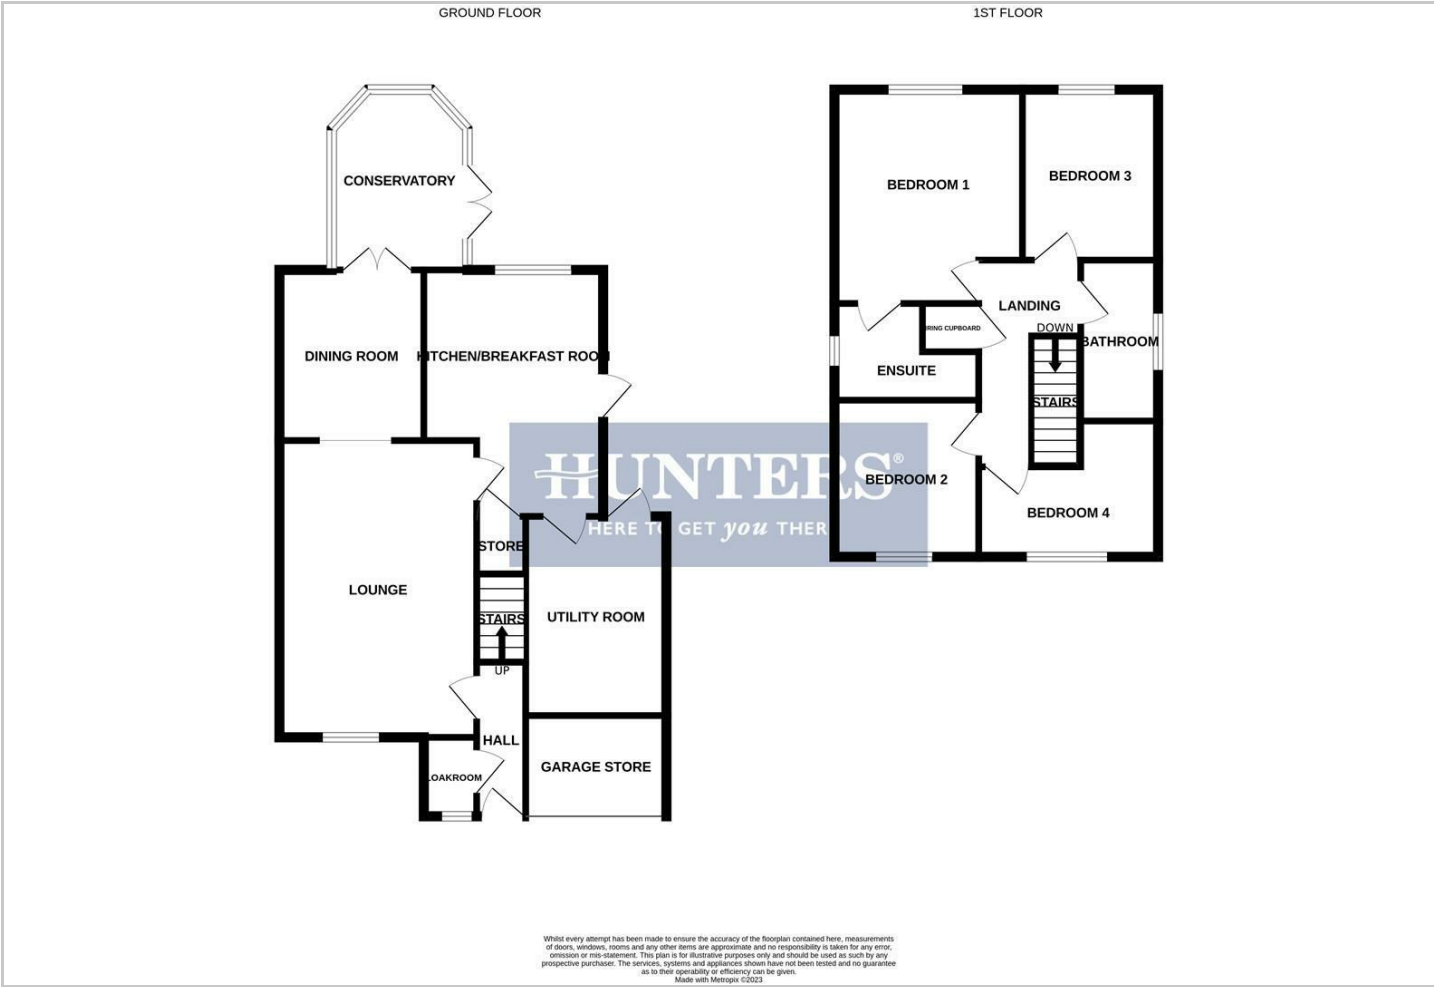 GROUND FLOOR
1ST FLOOR
CONSERVATORY
DINING ROOM
KITCHEN/BREAKFAST ROOM
LOUNGE
STORE
STAIRS
UP
UTILITY ROOM
HALL
LOAKROOM
GARAGE STORE
BEDROOM 1
BEDROOM 3
LANDING
DOWN
IRING CUPBOARD
BATHROOM
ENSUITE
STAIRS
BEDROOM 2
BEDROOM 4
HUNTERS®
HERE TO GET you THER
Whilst every attempt has been made to ensure the accuracy of the floorplan contained here, measurements
of doors, windows, rooms and any other items are approximate and no responsibility is taken for any error,
omission or mis-statement. This plan is for illustrative purposes only and should be used as such by any
prospective purchaser. The services, systems and appliances shown have not been tested and no guarantee
as to their operability or efficiency can be given.
Made with Metropix ©2023